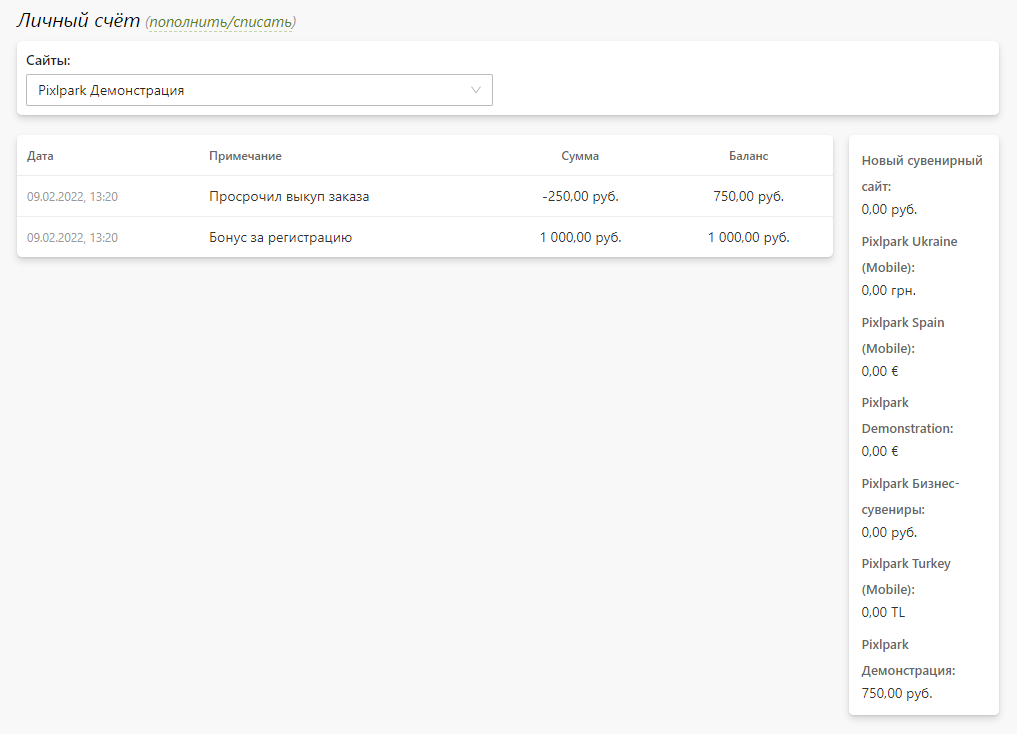 Личный счёт (пополнить/списать)
Сайты:
Pixlpark Демонстрация
Дата Примечание Сумма Баланс
09.02.2022, 13:20 Просрочил выкуп заказа -250,00 руб. 750,00 руб.
09.02.2022, 13:20 Бонус за регистрацию 1 000,00 руб. 1 000,00 руб.
Новый сувенирный
сайт:
0,00 руб.
Pixlpark Ukraine
(Mobile):
0,00 грн.
Pixlpark Spain
(Mobile):
0,00 €
Pixlpark
Demonstration:
0,00 €
Pixlpark Бизнес-
сувениры:
0,00 руб.
Pixlpark Turkey
(Mobile):
0,00 TL
Pixlpark
Демонстрация:
750,00 руб.